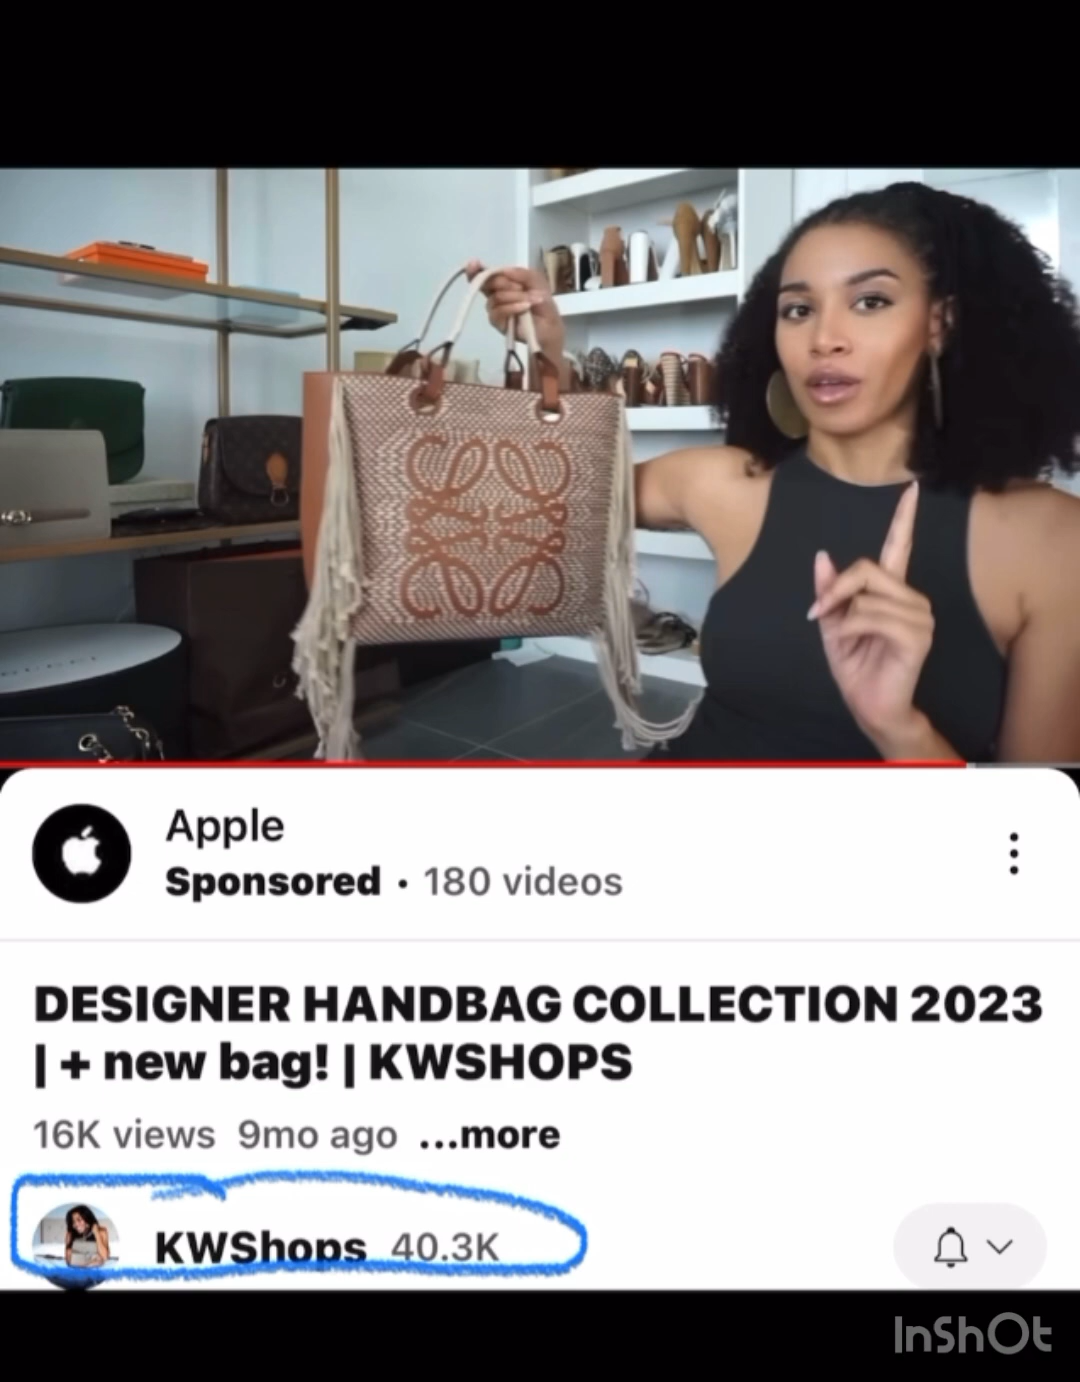 Apple
Sponsored • 180 videos
DESIGNER HANDBAG COLLECTION 2023
| + new bag! | KWSHOPS
16K views 9mo ago ...more
KWShops 40.3K
InShOt